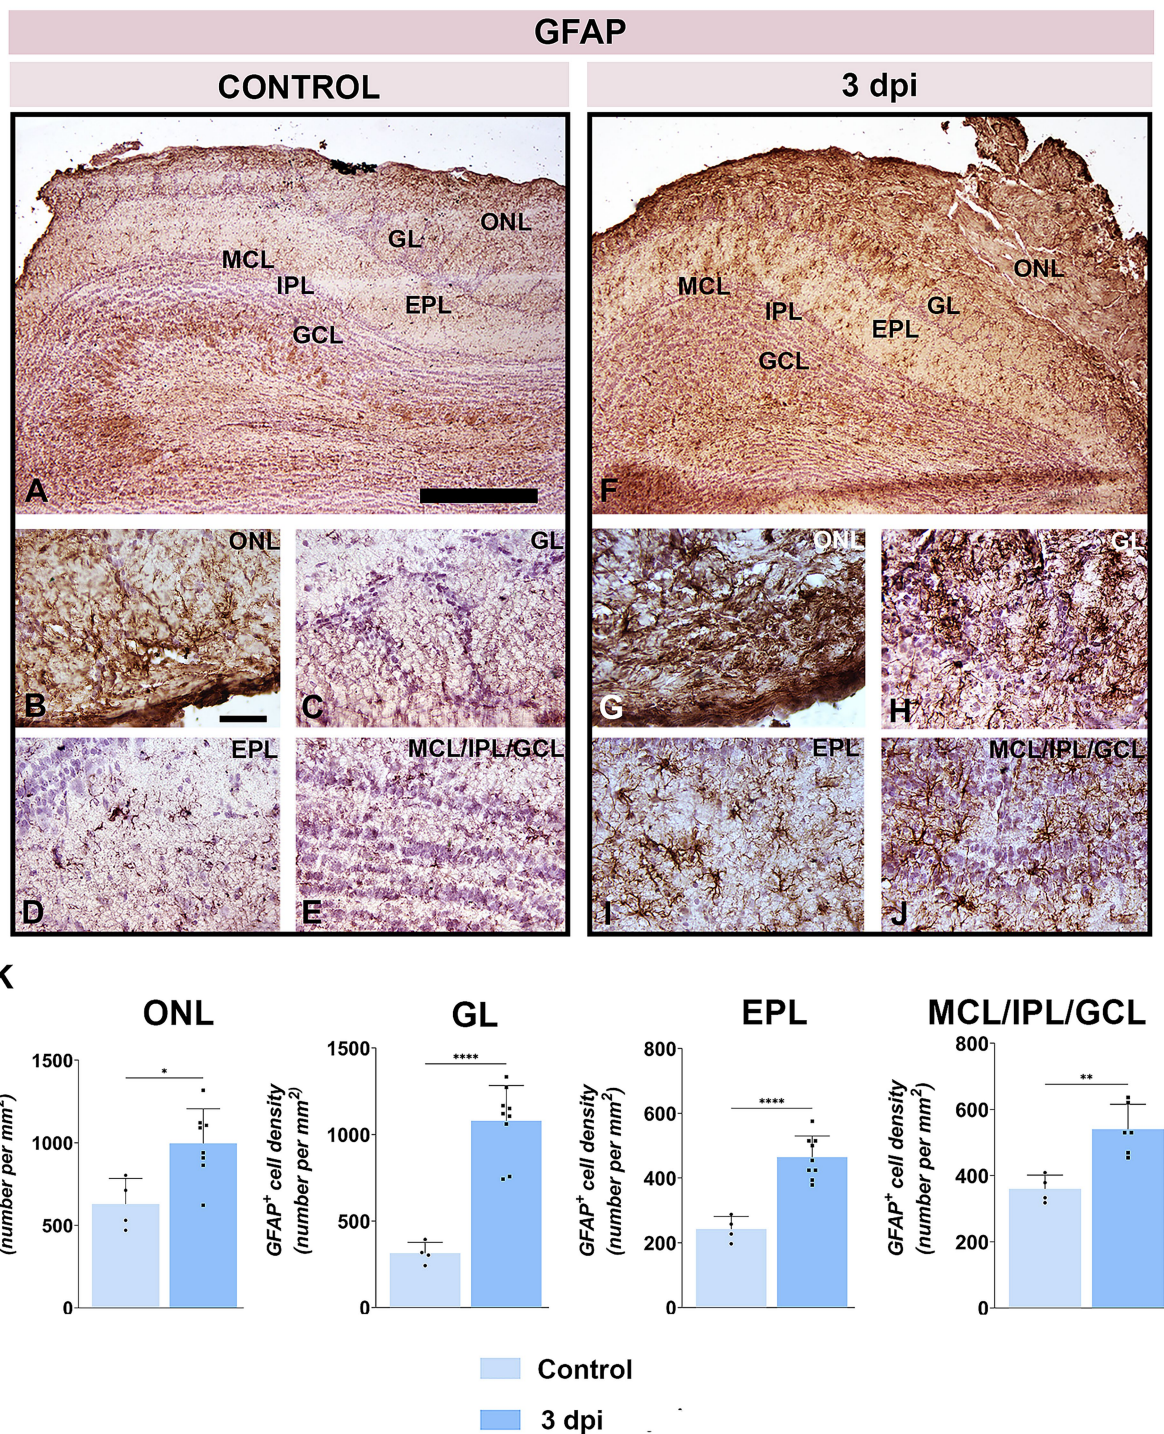 GFAP
CONTROL
3 dpi
ONL
GL
MCL
IPL
EPL
GCL
A
ONL
MCL
GL
IPL
EPL
GCL
F
ONL
B
GL
C
ONL
G
GL
H
EPL
D
MCL/IPL/GCL
E
EPL
I
MCL/IPL/GCL
J
K
ONL
(number per mm²)
1500
1000
500
0
*
GL
GFAP⁺ cell density
(number per mm²)
1500
1000
500
0
****
EPL
GFAP⁺ cell density
(number per mm²)
800
600
400
200
0
****
MCL/IPL/GCL
GFAP⁺ cell density
(number per mm²)
800
600
400
200
0
**
Control
3 dpi